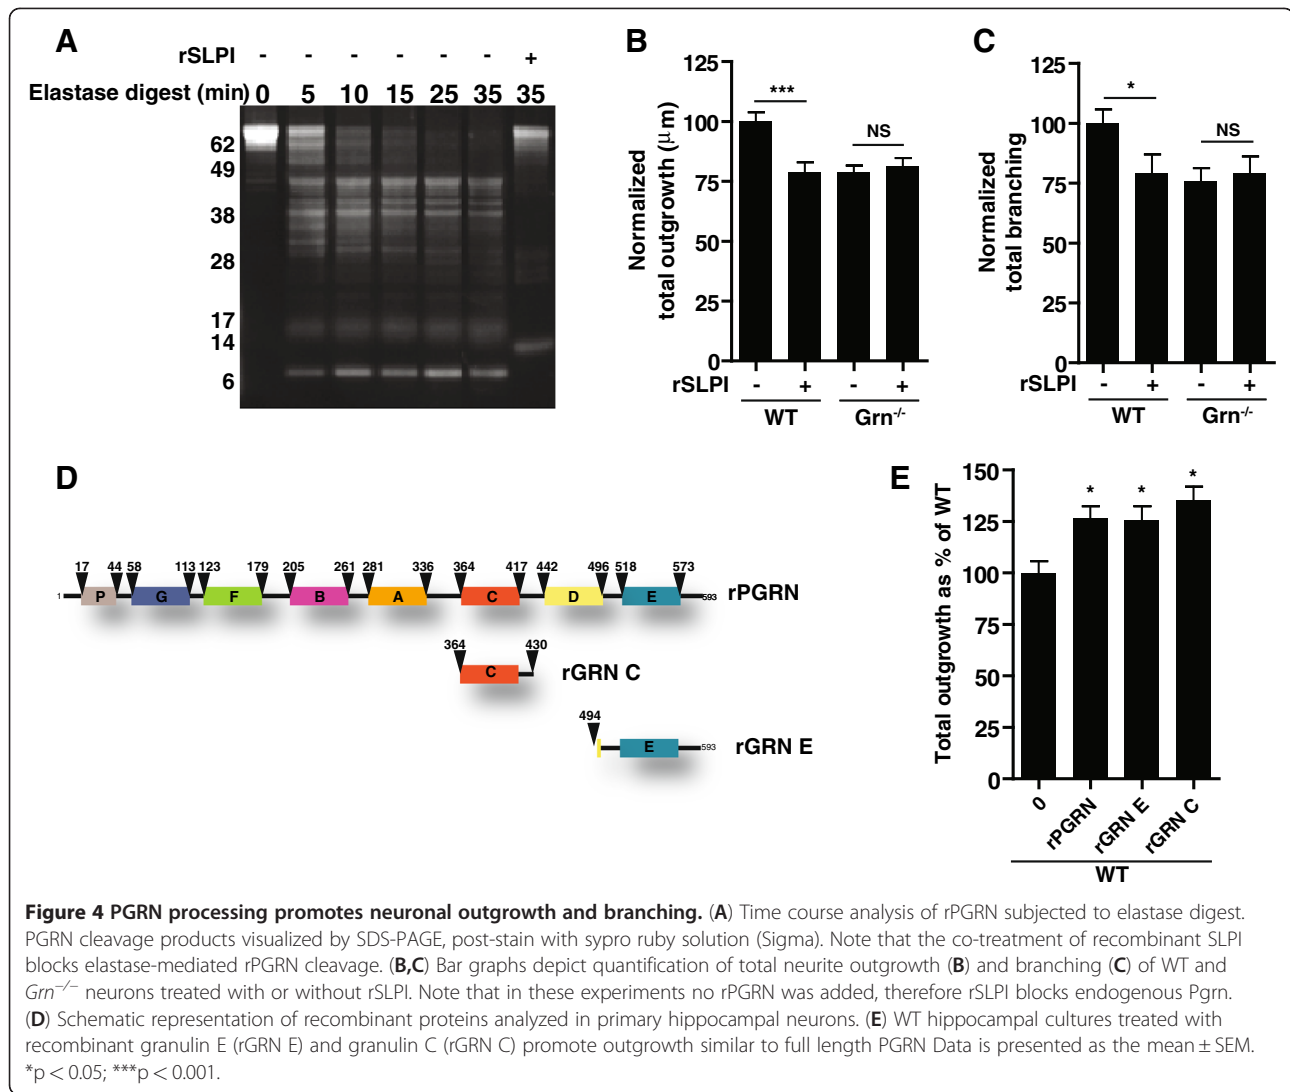 A
rSLPI - - - - - - +
Elastase digest (min) 0 5 10 15 25 35 35
62
49
38
28
17
14
6
B
Normalized
total outgrowth (μm)
125
100
75
50
25
0
***
NS
rSLPI - + - +
WT Grn-/-
C
Normalized
total branching
125
100
75
50
25
0
*
NS
rSLPI - + - +
WT Grn-/-
D
17 44 58 113 123 179 205 261 281 336 364 417 442 496 518 573
1 P G F B A C D E 593 rPGRN
364 430
C rGRN C
494
E 593 rGRN E
E
Total outgrowth as % of WT
150
125
100
75
50
25
0
* * *
0 rPGRN rGRN E rGRN C
WT
Figure 4 PGRN processing promotes neuronal outgrowth and branching. (A) Time course analysis of rPGRN subjected to elastase digest.
PGRN cleavage products visualized by SDS-PAGE, post-stain with sypro ruby solution (Sigma). Note that the co-treatment of recombinant SLPI
blocks elastase-mediated rPGRN cleavage. (B,C) Bar graphs depict quantification of total neurite outgrowth (B) and branching (C) of WT and
Grn−/− neurons treated with or without rSLPI. Note that in these experiments no rPGRN was added, therefore rSLPI blocks endogenous Pgrn.
(D) Schematic representation of recombinant proteins analyzed in primary hippocampal neurons. (E) WT hippocampal cultures treated with
recombinant granulin E (rGRN E) and granulin C (rGRN C) promote outgrowth similar to full length PGRN Data is presented as the mean ± SEM.
*p < 0.05; ***p < 0.001.